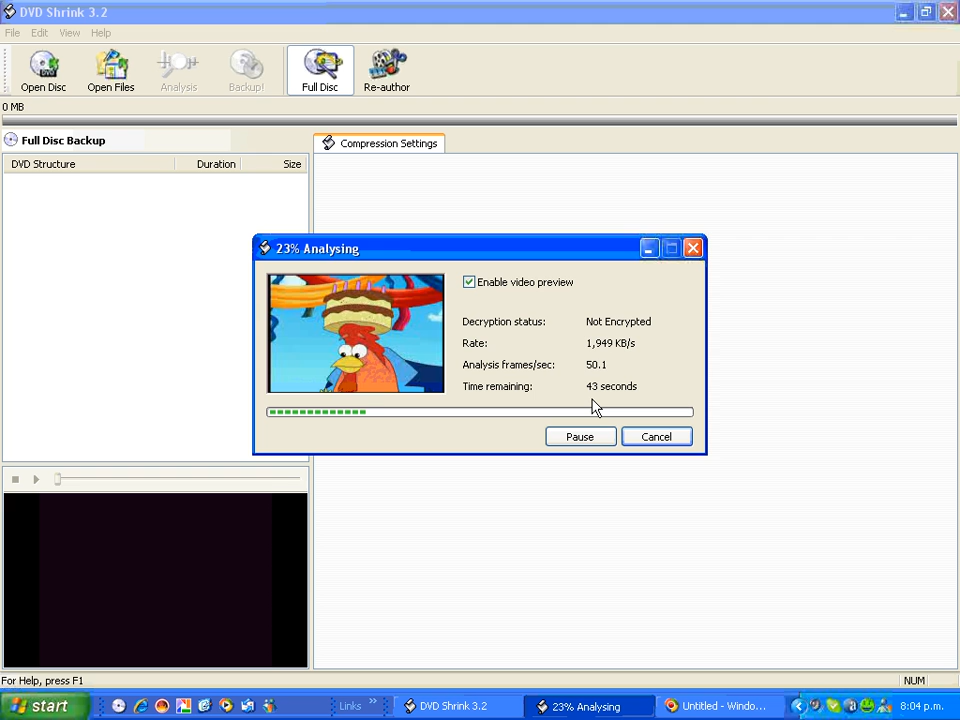 DVD Shrink 3.2
File Edit View Help
Open Disc Open Files Analysis Backup! Full Disc Re-author
0 MB
Full Disc Backup
Compression Settings
DVD Structure Duration Size
23% Analysing
Enable video preview
Decryption status: Not Encrypted
Rate: 1,949 KB/s
Analysis frames/sec: 50.1
Time remaining: 43 seconds
Pause Cancel
For Help, press F1
NUM
start Links » DVD Shrink 3.2 23% Analysing Untitled - Windo... 8:04 p.m.